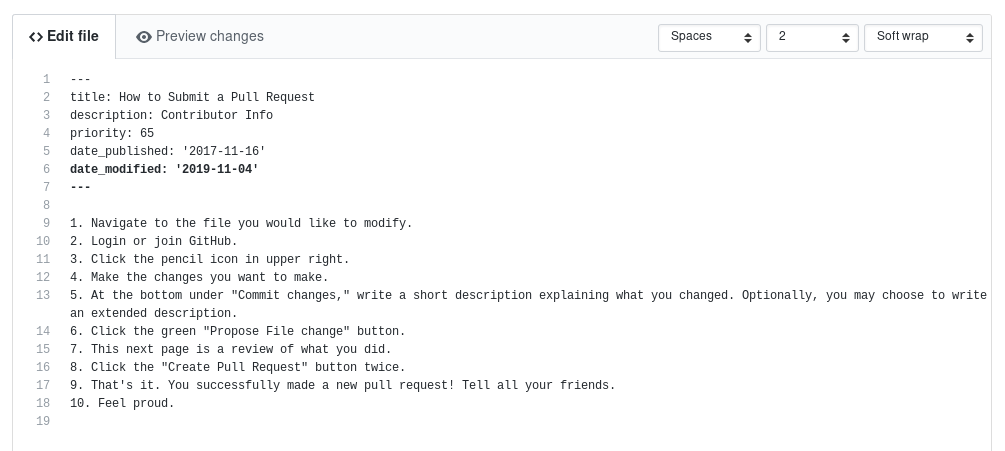 Edit file Preview changes Spaces 2 Soft wrap
1 ---
2 title: How to Submit a Pull Request
3 description: Contributor Info
4 priority: 65
5 date_published: '2017-11-16'
6 date_modified: '2019-11-04'
7 ---
8
9 1. Navigate to the file you would like to modify.
10 2. Login or join GitHub.
11 3. Click the pencil icon in upper right.
12 4. Make the changes you want to make.
13 5. At the bottom under "Commit changes," write a short description explaining what you changed. Optionally, you may choose to write
an extended description.
14 6. Click the green "Propose File change" button.
15 7. This next page is a review of what you did.
16 8. Click the "Create Pull Request" button twice.
17 9. That's it. You successfully made a new pull request! Tell all your friends.
18 10. Feel proud.
19